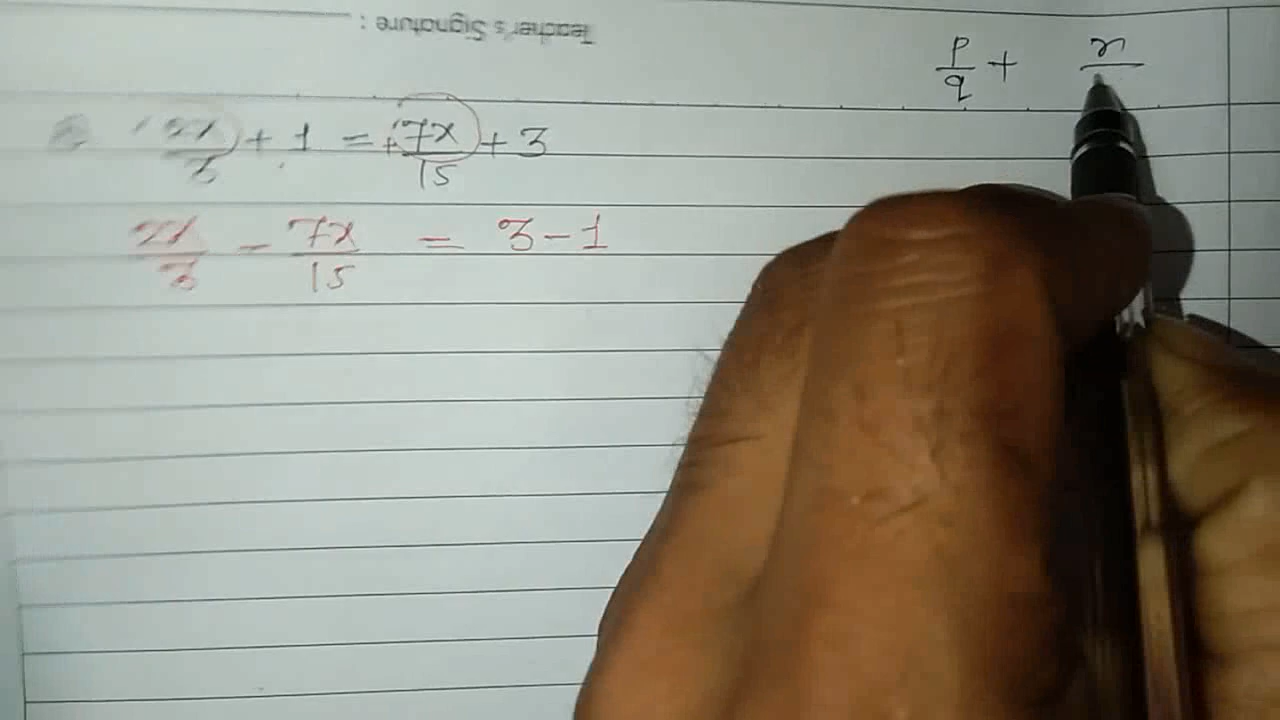 Teacher's Signature :
p/q + r/
2x/3 + 1 = +7x/15 + 3
2x/3 - 7x/15 = 3-1